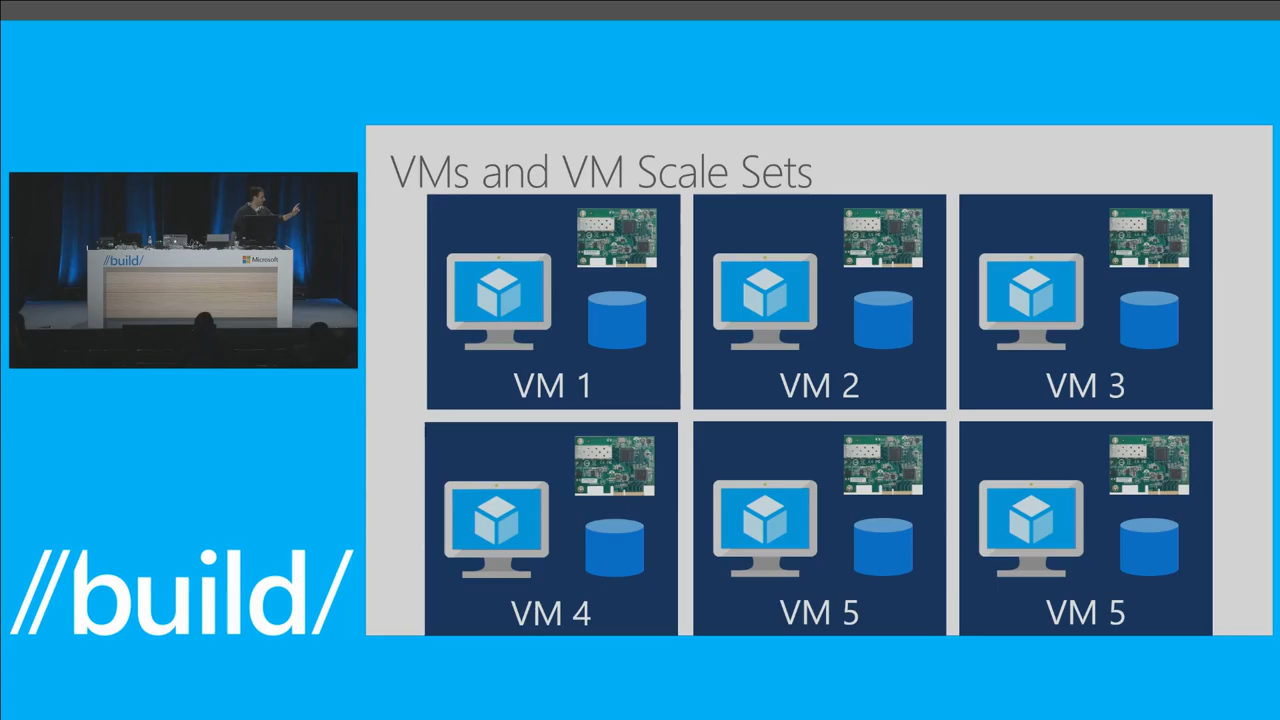 VMs and VM Scale Sets
VM 1
VM 2
VM 3
VM 4
VM 5
VM 5
//build/
Microsoft
//build/